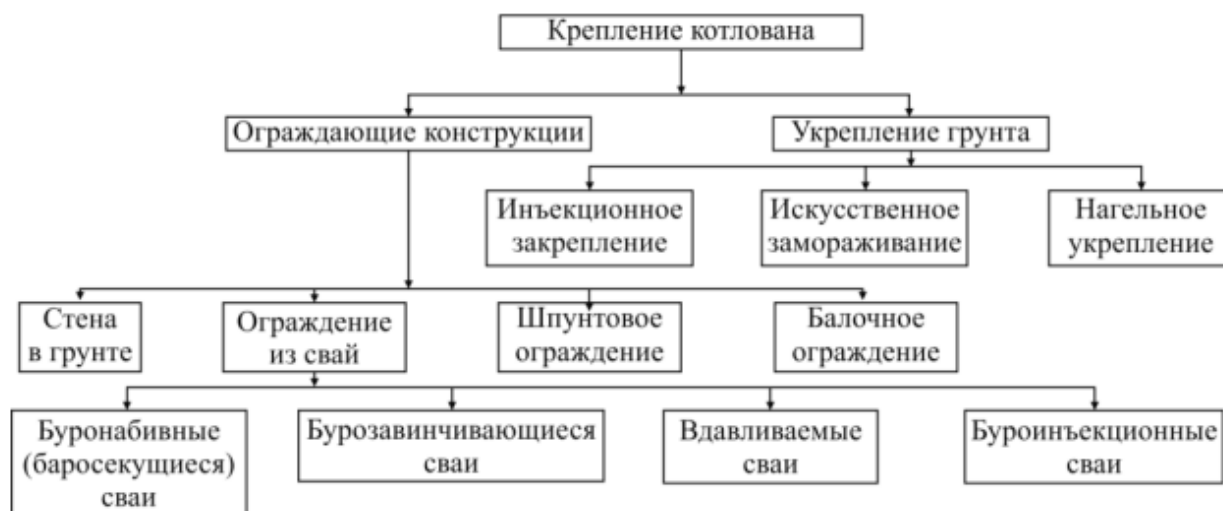 Крепление котлована
Ограждающие конструкции
Укрепление грунта
Инъекционное
закрепление
Искусственное
замораживание
Нагельное
укрепление
Стена
в грунте
Ограждение
из свай
Шпунтовое
ограждение
Балочное
ограждение
Буронабивные
(баросекущиеся)
сваи
Бурозавинчивающиеся
сваи
Вдавливаемые
сваи
Буроинъекционные
сваи